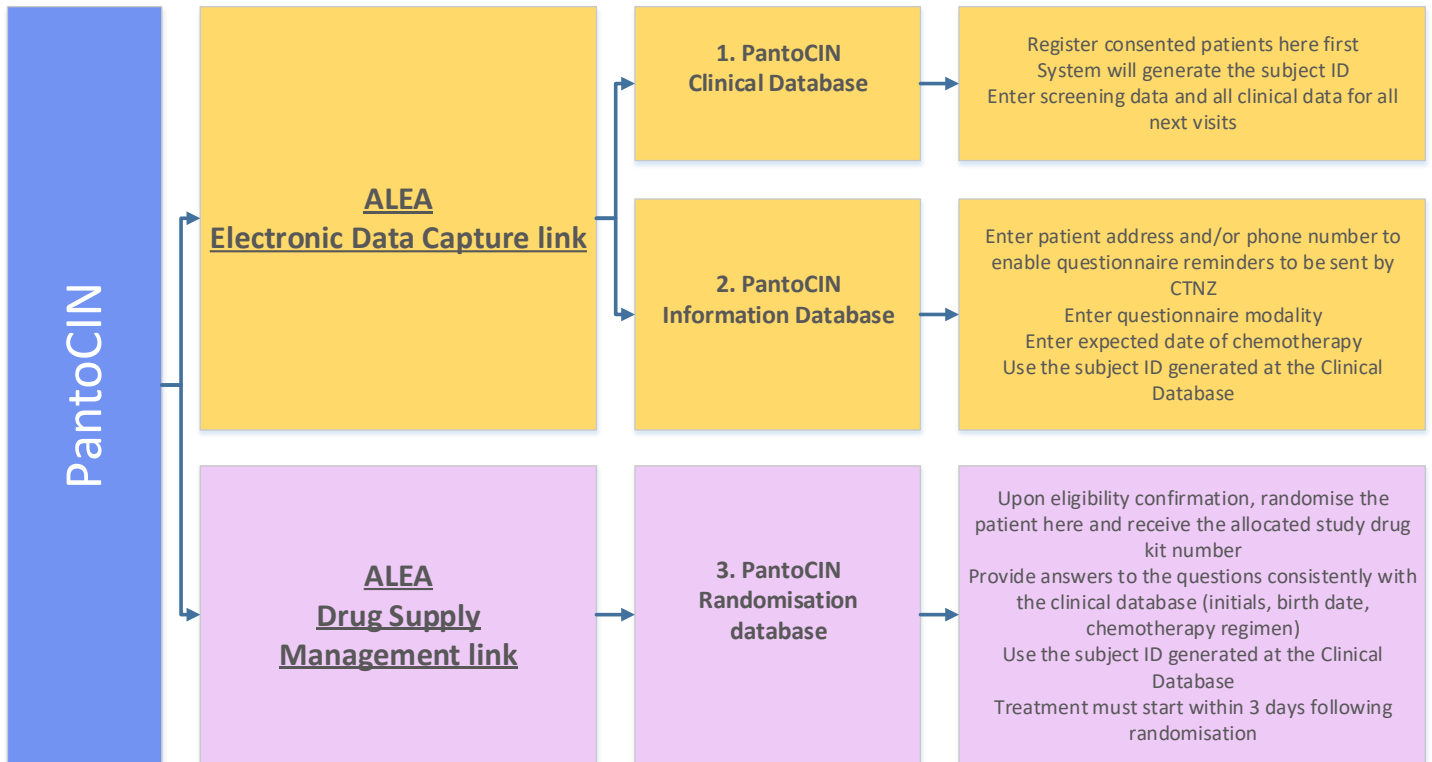 PantoCIN
ALEA
Electronic Data Capture link
1. PantoCIN
Clinical Database
Register consented patients here first
System will generate the subject ID
Enter screening data and all clinical data for all
next visits
2. PantoCIN
Information Database
Enter patient address and/or phone number to
enable questionnaire reminders to be sent by
CTNZ
Enter questionnaire modality
Enter expected date of chemotherapy
Use the subject ID generated at the Clinical
Database
ALEA
Drug Supply
Management link
3. PantoCIN
Randomisation
database
Upon eligibility confirmation, randomise the
patient here and receive the allocated study drug
kit number
Provide answers to the questions consistently with
the clinical database (initials, birth date,
chemotherapy regimen)
Use the subject ID generated at the Clinical
Database
Treatment must start within 3 days following
randomisation